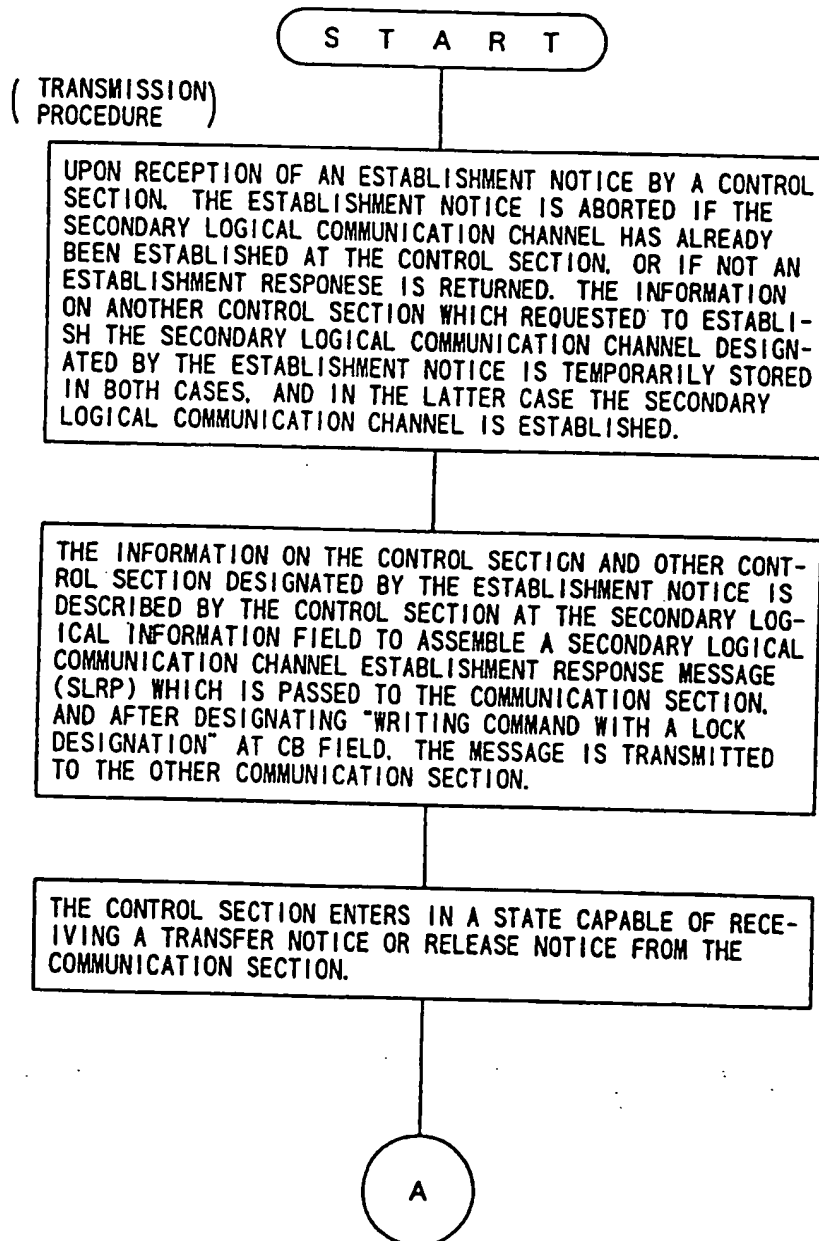 S T A R T
( TRANSMISSION
PROCEDURE )
UPON RECEPTION OF AN ESTABLISHMENT NOTICE BY A CONTROL
SECTION. THE ESTABLISHMENT NOTICE IS ABORTED IF THE
SECONDARY LOGICAL COMMUNICATION CHANNEL HAS ALREADY
BEEN ESTABLISHED AT THE CONTROL SECTION. OR IF NOT AN
ESTABLISHMENT RESPONESE IS RETURNED. THE INFORMATION
ON ANOTHER CONTROL SECTION WHICH REQUESTED TO ESTABLI-
SH THE SECONDARY LOGICAL COMMUNICATION CHANNEL DESIGN-
ATED BY THE ESTABLISHMENT NOTICE IS TEMPORARILY STORED
IN BOTH CASES. AND IN THE LATTER CASE THE SECONDARY
LOGICAL COMMUNICATION CHANNEL IS ESTABLISHED.
THE INFORMATION ON THE CONTROL SECTION AND OTHER CONT-
ROL SECTION DESIGNATED BY THE ESTABLISHMENT NOTICE IS
DESCRIBED BY THE CONTROL SECTION AT THE SECONDARY LOG-
ICAL INFORMATION FIELD TO ASSEMBLE A SECONDARY LOGICAL
COMMUNICATION CHANNEL ESTABLISHMENT RESPONSE MESSAGE
(SLRP) WHICH IS PASSED TO THE COMMUNICATION SECTION.
AND AFTER DESIGNATING "WRITING COMMAND WITH A LOCK
DESIGNATION" AT CB FIELD. THE MESSAGE IS TRANSMITTED
TO THE OTHER COMMUNICATION SECTION.
THE CONTROL SECTION ENTERS IN A STATE CAPABLE OF RECE-
IVING A TRANSFER NOTICE OR RELEASE NOTICE FROM THE
COMMUNICATION SECTION.
A